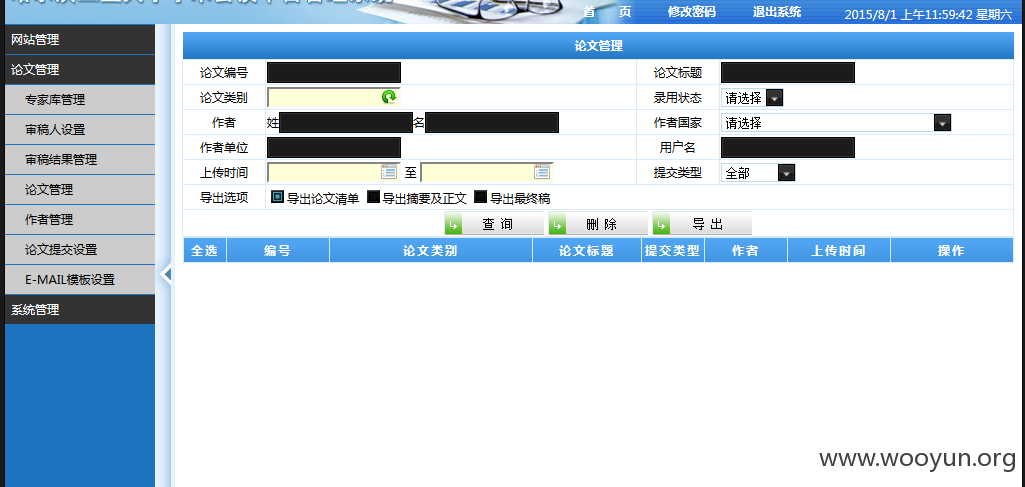 首 页 修改密码 退出系统 2015/8/1 上午11:59:42 星期六
网站管理
论文管理
专家库管理
审稿人设置
审稿结果管理
论文管理
作者管理
论文提交设置
E-MAIL模板设置
系统管理
论文管理
论文编号 论文标题
论文类别 录用状态 请选择
作者 姓 名 作者国家 请选择
作者单位 用户名
上传时间 至 提交类型 全部
导出选项 导出论文清单 导出摘要及正文 导出最终稿
查 询 删 除 导 出
全选 编号 论文类别 论文标题 提交类型 作者 上传时间 操作
www.wooyun.org